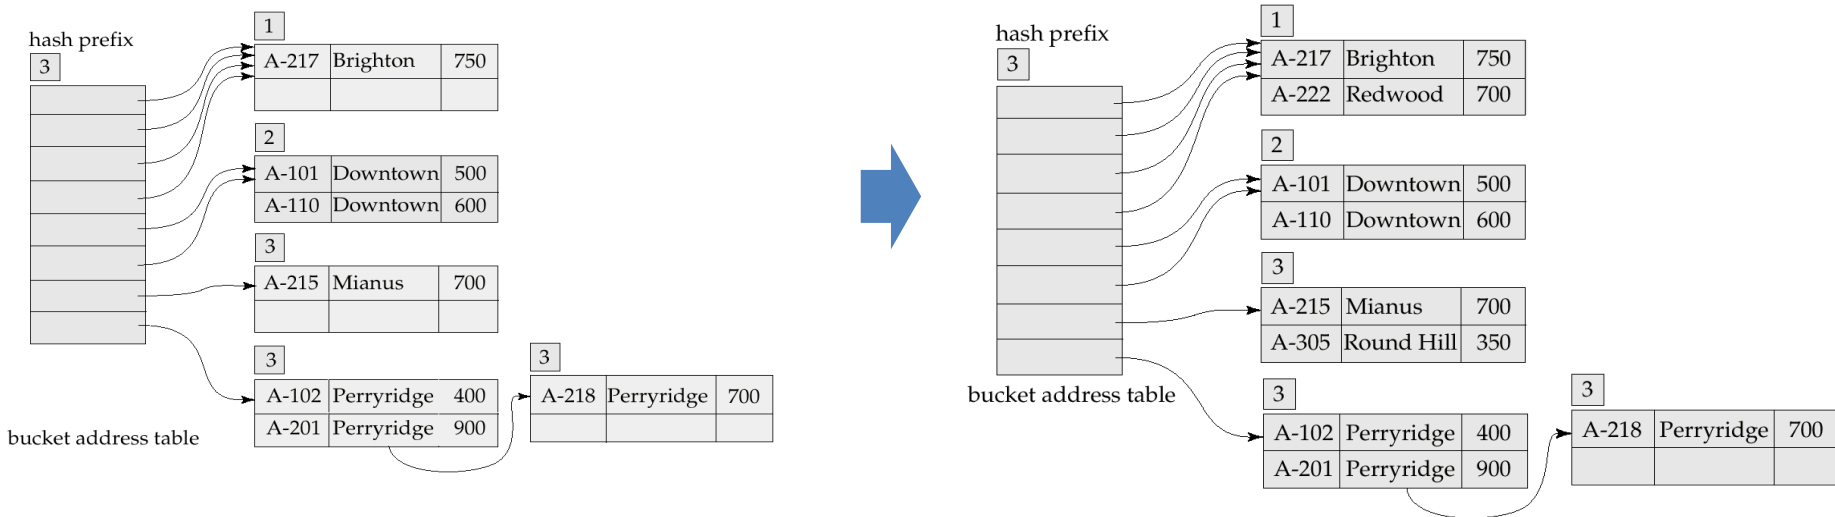 hash prefix
3
1
A-217 Brighton 750
2
A-101 Downtown 500
A-110 Downtown 600
3
A-215 Mianus 700
3
A-102 Perryridge 400
A-201 Perryridge 900
3
A-218 Perryridge 700
bucket address table
hash prefix
3
1
A-217 Brighton 750
A-222 Redwood 700
2
A-101 Downtown 500
A-110 Downtown 600
3
A-215 Mianus 700
A-305 Round Hill 350
bucket address table
3
A-102 Perryridge 400
A-201 Perryridge 900
3
A-218 Perryridge 700